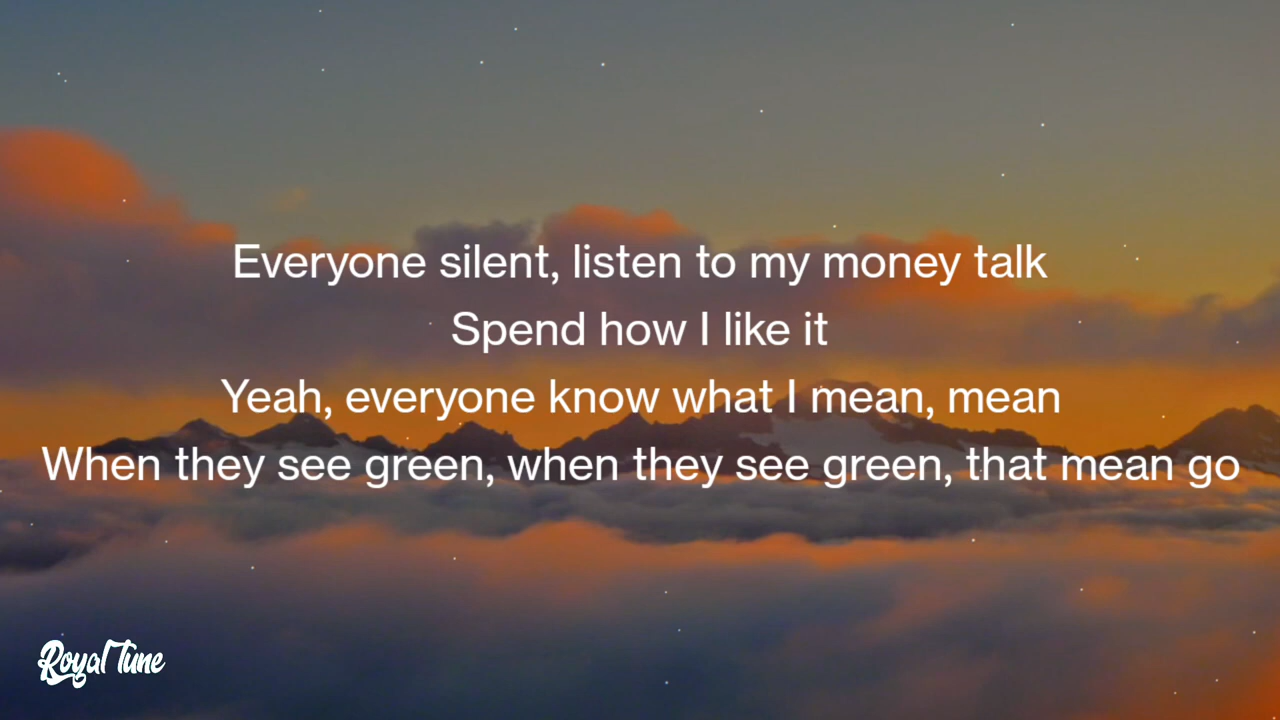 Everyone silent, listen to my money talk
Spend how I like it
Yeah, everyone know what I mean, mean
When they see green, when they see green, that mean go
Royal Tune